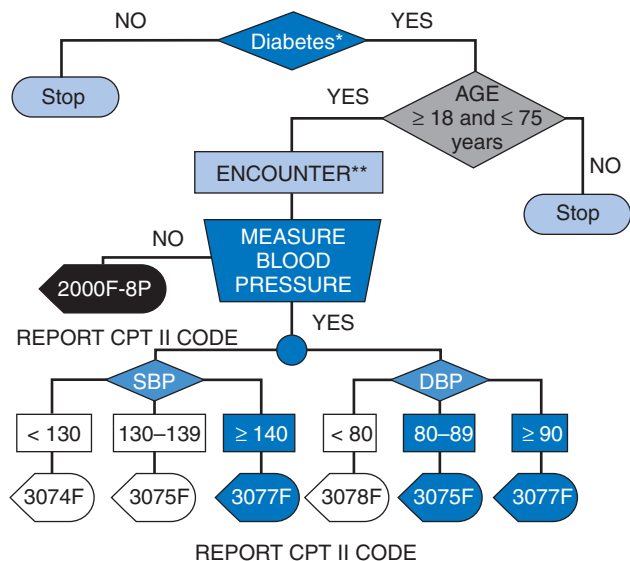 NO
Diabetes*
YES
Stop
YES
AGE
≥ 18 and ≤ 75
years
ENCOUNTER**
NO
Stop
NO
MEASURE
BLOOD
PRESSURE
2000F-8P
YES
REPORT CPT II CODE
SBP
DBP
< 130
130–139
≥ 140
< 80
80–89
≥ 90
3074F
3075F
3077F
3078F
3075F
3077F
REPORT CPT II CODE